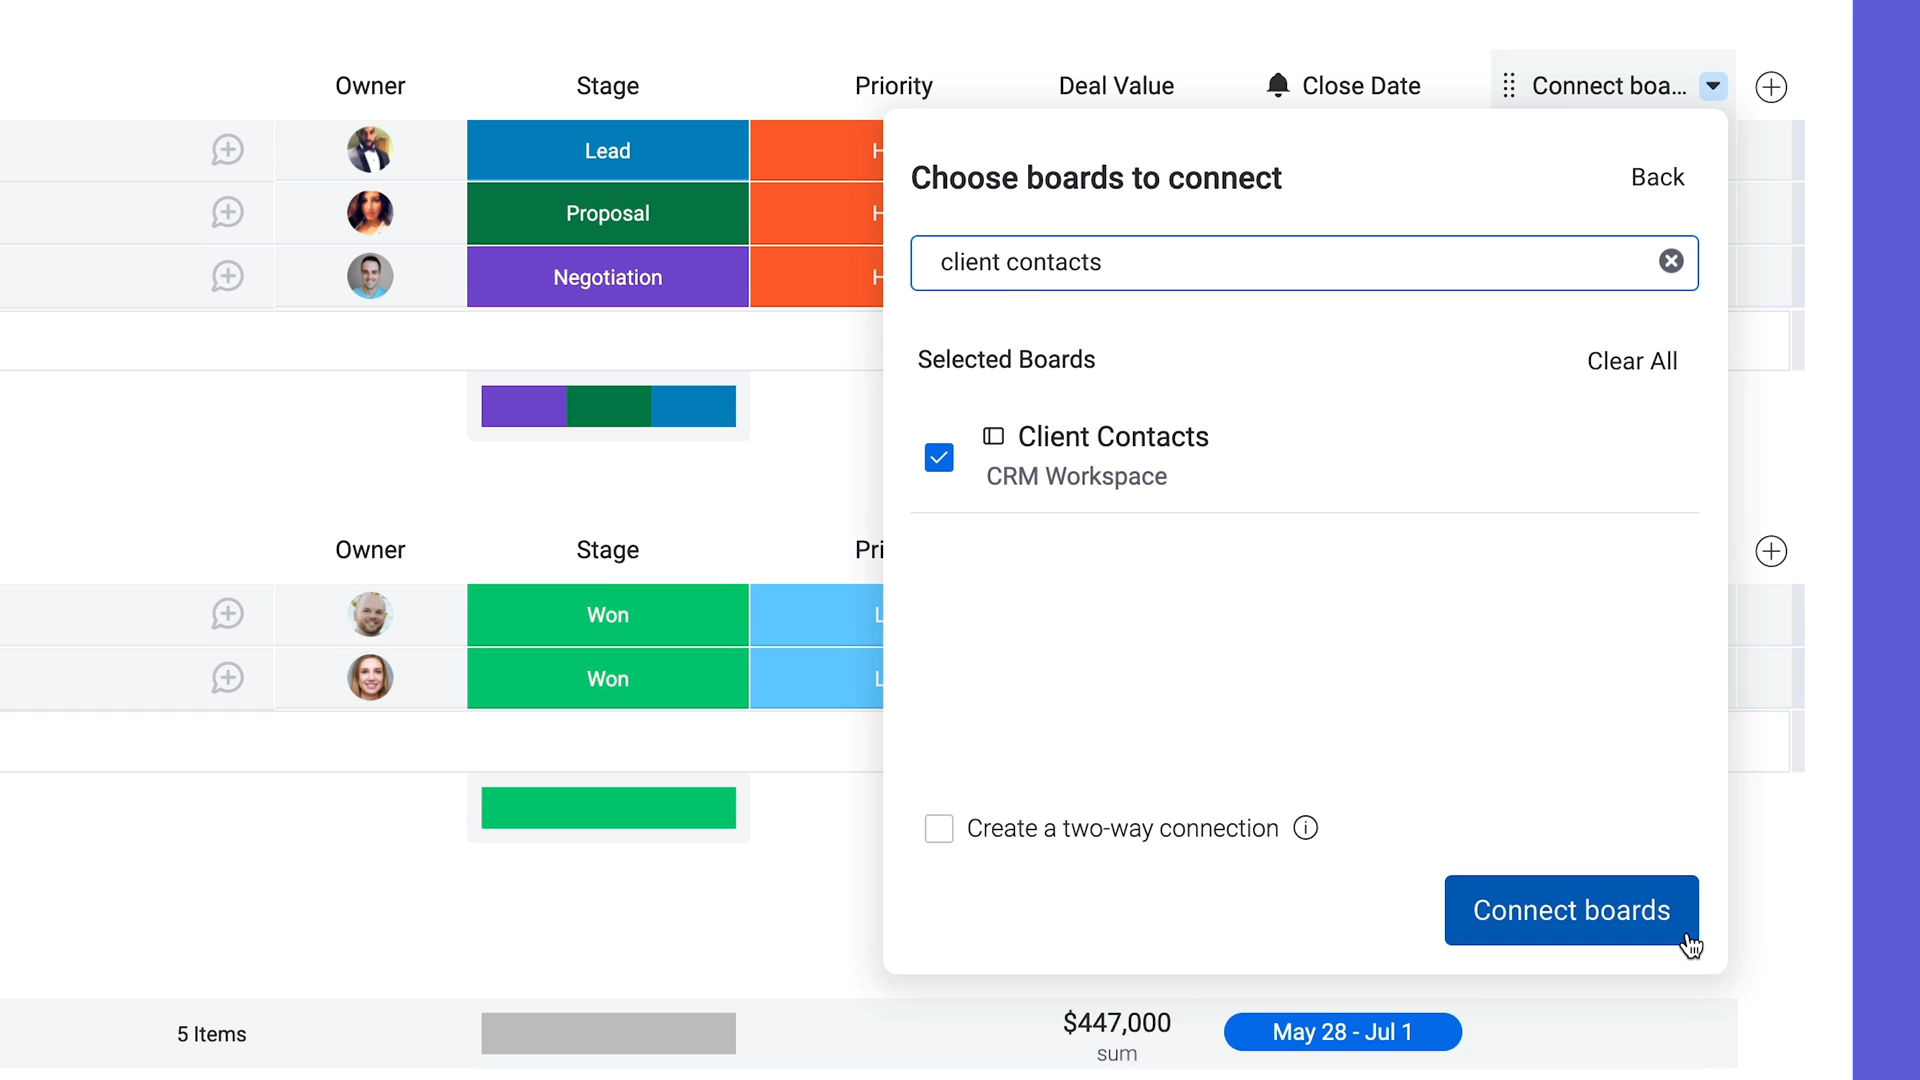 Owner
Stage
Priority
Deal Value
Close Date
Connect boa...
Lead
H
Proposal
H
Negotiation
H
Choose boards to connect
Back
client contacts
Selected Boards
Clear All
Client Contacts
CRM Workspace
Owner
Stage
Pri
Won
L
Won
L
Create a two-way connection
Connect boards
5 Items
$447,000
sum
May 28 - Jul 1